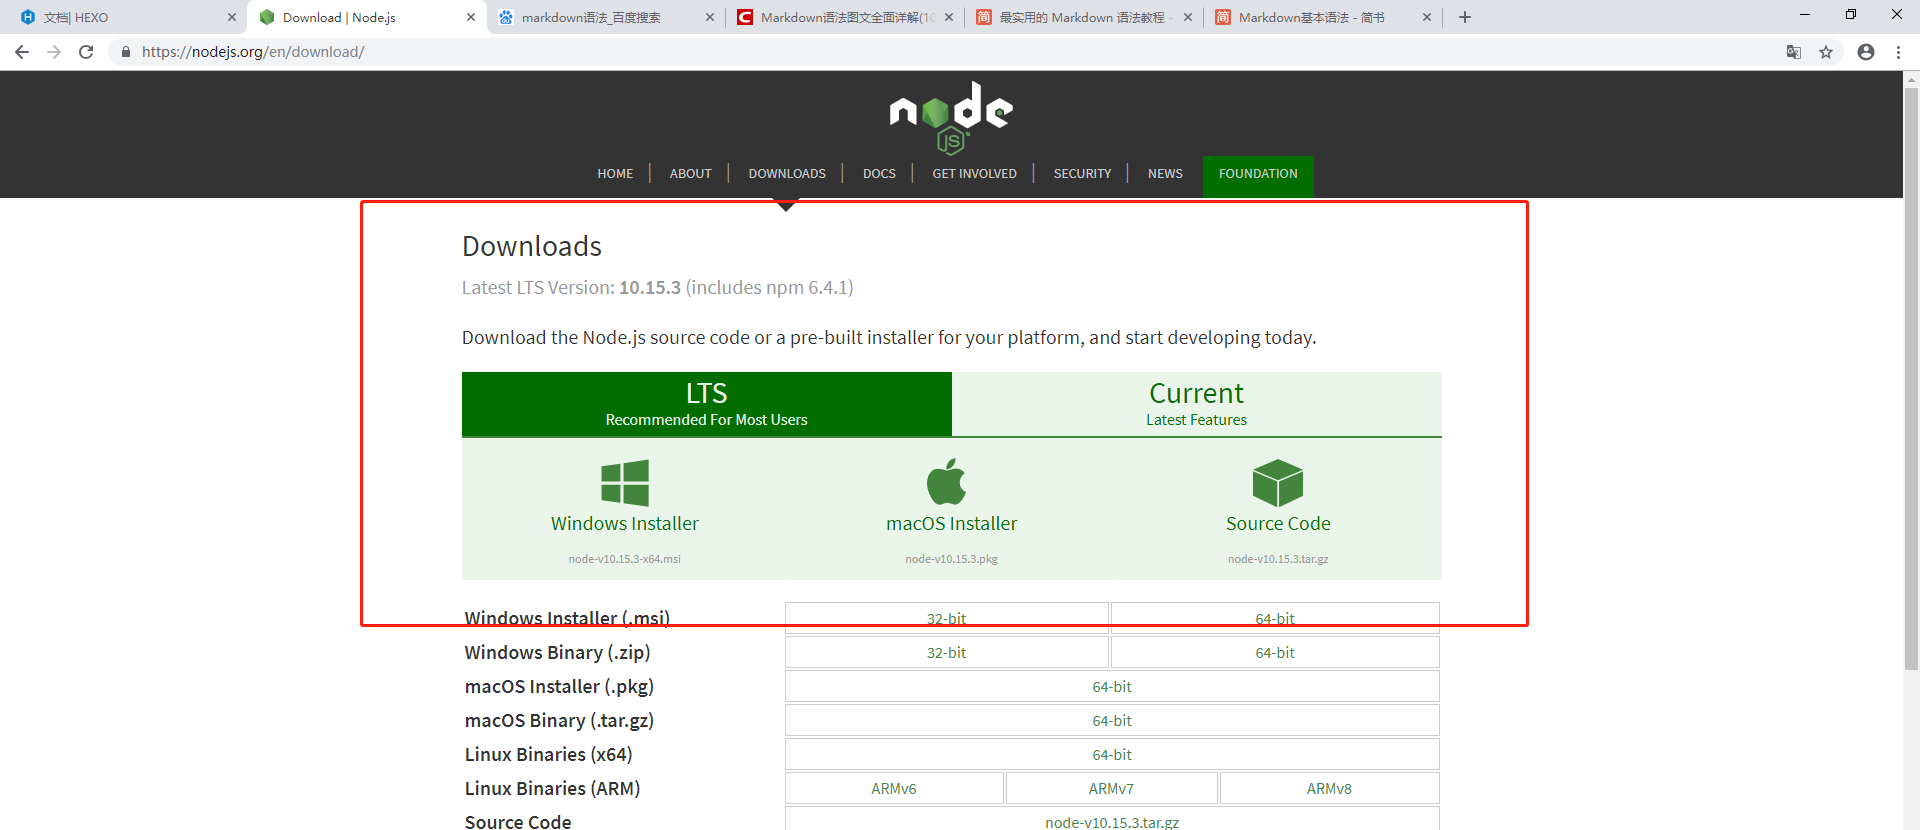 文档| HEXO
Download | Node.js
markdown语法_百度搜索
Markdown语法图文全面详解(10
最实用的 Markdown 语法教程 -
Markdown基本语法 - 简书
https://nodejs.org/en/download/
node
JS
HOME ABOUT DOWNLOADS DOCS GET INVOLVED SECURITY NEWS FOUNDATION
Downloads
Latest LTS Version: 10.15.3 (includes npm 6.4.1)
Download the Node.js source code or a pre-built installer for your platform, and start developing today.
LTS
Recommended For Most Users
Current
Latest Features
Windows Installer
node-v10.15.3-x64.msi
macOS Installer
node-v10.15.3.pkg
Source Code
node-v10.15.3.tar.gz
Windows Installer (.msi) 32-bit 64-bit
Windows Binary (.zip) 32-bit 64-bit
macOS Installer (.pkg) 64-bit
macOS Binary (.tar.gz) 64-bit
Linux Binaries (x64) 64-bit
Linux Binaries (ARM) ARMv6 ARMv7 ARMv8
Source Code node-v10.15.3.tar.gz